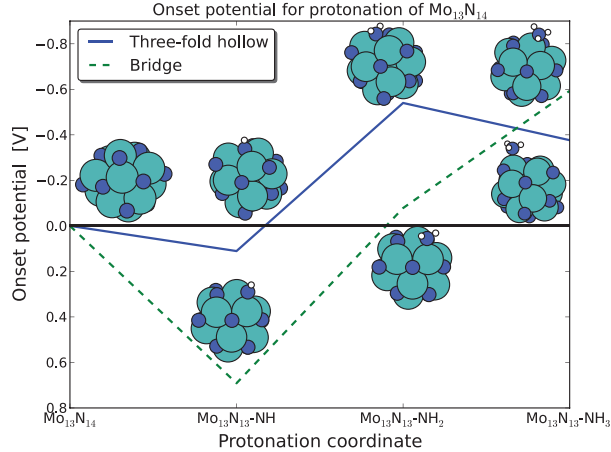 Onset potential for protonation of Mo₁₃N₁₄
Three-fold hollow
Bridge
Onset potential [V]
−0.8
−0.6
−0.4
−0.2
0.0
0.2
0.4
0.6
0.8
Mo₁₃N₁₄
Mo₁₃N₁₃-NH
Mo₁₃N₁₃-NH₂
Mo₁₃N₁₃-NH₃
Protonation coordinate